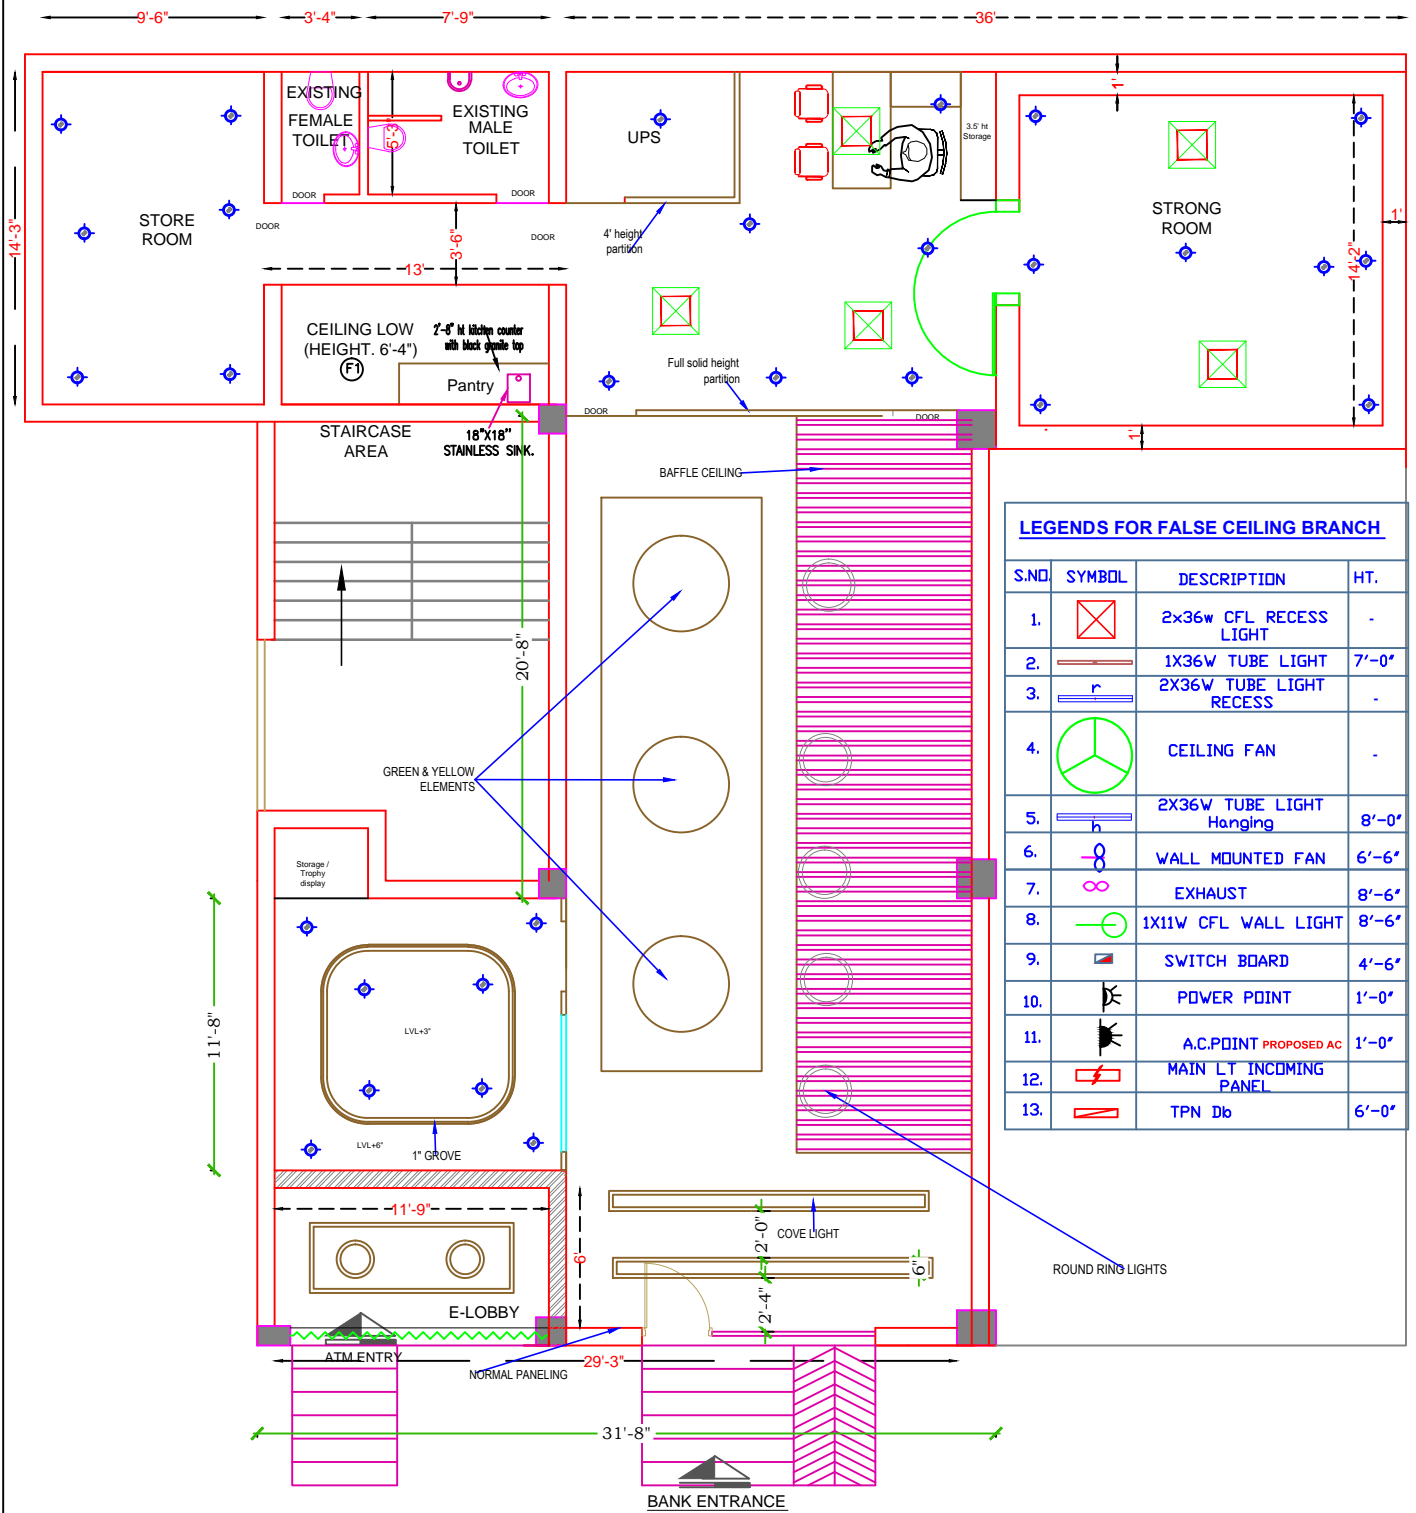 9'-6"
3'-4"
7'-9"
36'
EXISTING
FEMALE
TOILET
5'-3"
EXISTING
MALE
TOILET
UPS
3.5' ht
Storage
1'
14'-3"
STORE
ROOM
DOOR
DOOR
DOOR
DOOR
3'-6"
13'
4' height
partition
STRONG
ROOM
14'-2"
1'
CEILING LOW
(HEIGHT. 6'-4")
F1
2'-8" ht kitchen counter
with black granite top
Pantry
Full solid height
partition
DOOR
DOOR
1'
STAIRCASE
AREA
18"X18"
STAINLESS SINK.
BAFFLE CEILING
20'-8"
GREEN & YELLOW
ELEMENTS
Storage /
Trophy
display
11'-8"
LVL+3"
LVL+6"
1" GROVE
11'-9"
6'
2'-0"
COVE LIGHT
6"
2'-4"
ROUND RING LIGHTS
E-LOBBY
ATM ENTRY
NORMAL PANELING
29'-3"
31'-8"
BANK ENTRANCE
LEGENDS FOR FALSE CEILING BRANCH
S.NO. SYMBOL DESCRIPTION HT.
1. 2x36w CFL RECESS LIGHT -
2. 1X36W TUBE LIGHT 7'-0"
3. r 2X36W TUBE LIGHT RECESS -
4. CEILING FAN -
5. h 2X36W TUBE LIGHT Hanging 8'-0"
6. WALL MOUNTED FAN 6'-6"
7. EXHAUST 8'-6"
8. 1X11W CFL WALL LIGHT 8'-6"
9. SWITCH BOARD 4'-6"
10. POWER POINT 1'-0"
11. A.C.POINT PROPOSED AC 1'-0"
12. MAIN LT INCOMING PANEL
13. TPN Db 6'-0"